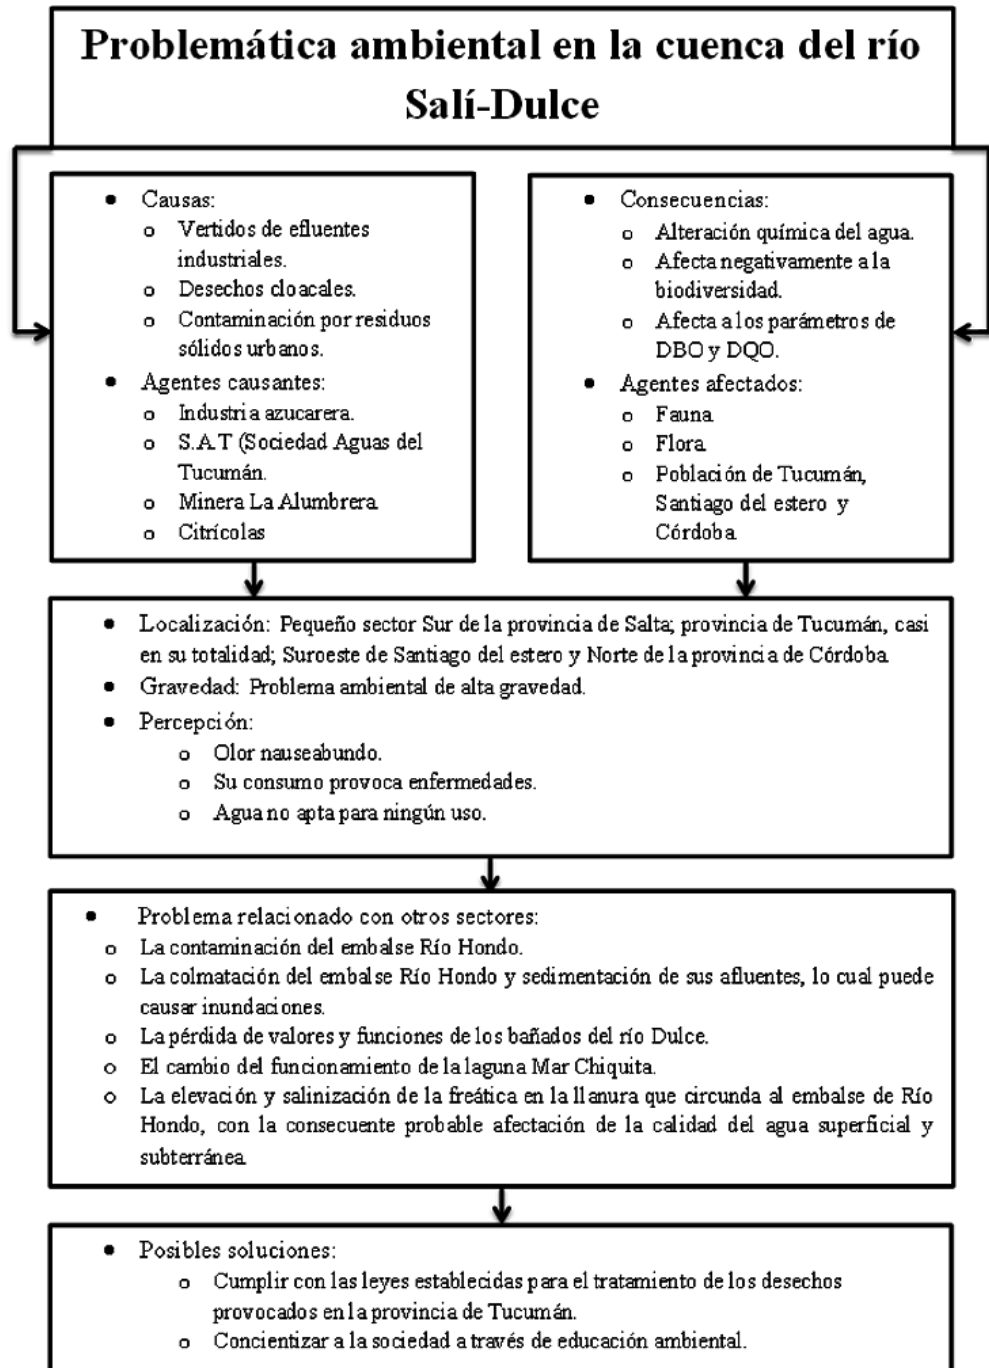 Problemática ambiental en la cuenca del río
Salí-Dulce
• Causas:
o Vertidos de efluentes
industriales.
o Desechos cloacales.
o Contaminación por residuos
sólidos urbanos.
• Agentes causantes:
o Industria azucarera.
o S.A.T (Sociedad Aguas del
Tucumán.
o Minera La Alumbrera
o Citrícolas
• Consecuencias:
o Alteración química del agua.
o Afecta negativamente a la
biodiversidad.
o Afecta a los parámetros de
DBO y DQO.
• Agentes afectados:
o Fauna
o Flora
o Población de Tucumán,
Santiago del estero y
Córdoba
• Localización: Pequeño sector Sur de la provincia de Salta; provincia de Tucumán, casi
en su totalidad; Suroeste de Santiago del estero y Norte de la provincia de Córdoba
• Gravedad: Problema ambiental de alta gravedad.
• Percepción:
o Olor nauseabundo.
o Su consumo provoca enfermedades.
o Agua no apta para ningún uso.
• Problema relacionado con otros sectores:
o La contaminación del embalse Río Hondo.
o La colmatación del embalse Río Hondo y sedimentación de sus afluentes, lo cual puede
causar inundaciones.
o La pérdida de valores y funciones de los bañados del río Dulce.
o El cambio del funcionamiento de la laguna Mar Chiquita.
o La elevación y salinización de la freática en la llanura que circunda al embalse de Río
Hondo, con la consecuente probable afectación de la calidad del agua superficial y
subterránea
• Posibles soluciones:
o Cumplir con las leyes establecidas para el tratamiento de los desechos
provocados en la provincia de Tucumán.
o Concientizar a la sociedad a través de educación ambiental.